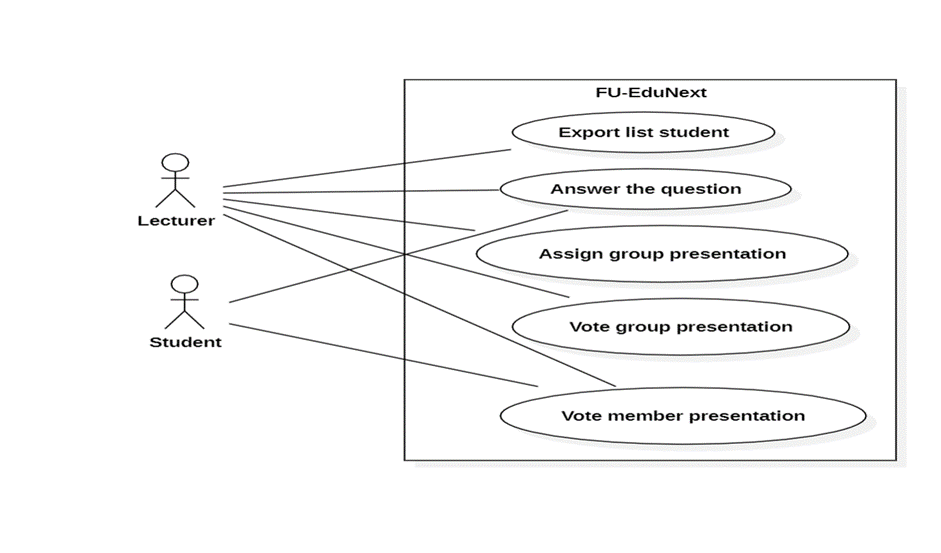 FU-EduNext
Export list student
Answer the question
Lecturer
Assign group presentation
Vote group presentation
Student
Vote member presentation